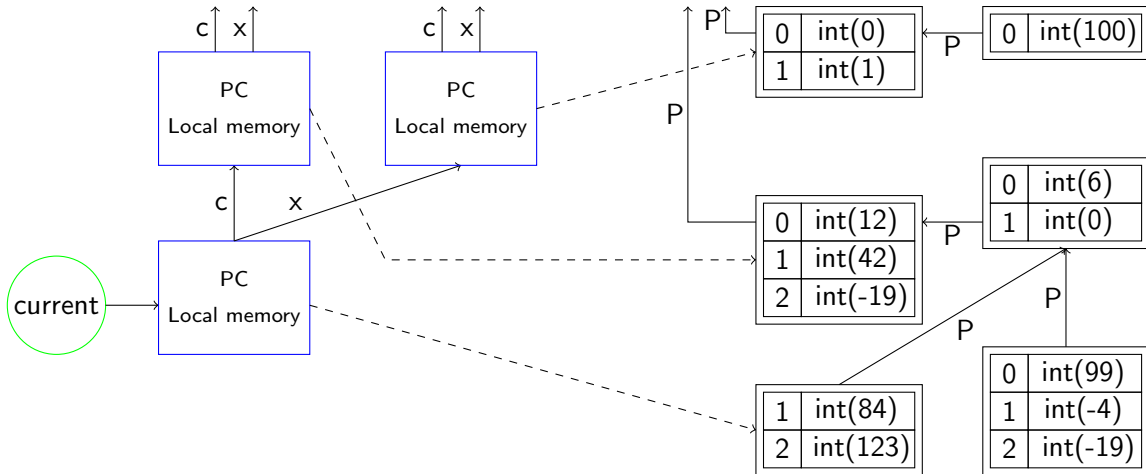 c x c x P
0 int(0)
1 int(1)
P
0 int(100)
PC
Local memory
PC
Local memory
P
c x
0 int(12)
1 int(42)
2 int(-19)
P
0 int(6)
1 int(0)
current
PC
Local memory
P
P
1 int(84)
2 int(123)
0 int(99)
1 int(-4)
2 int(-19)